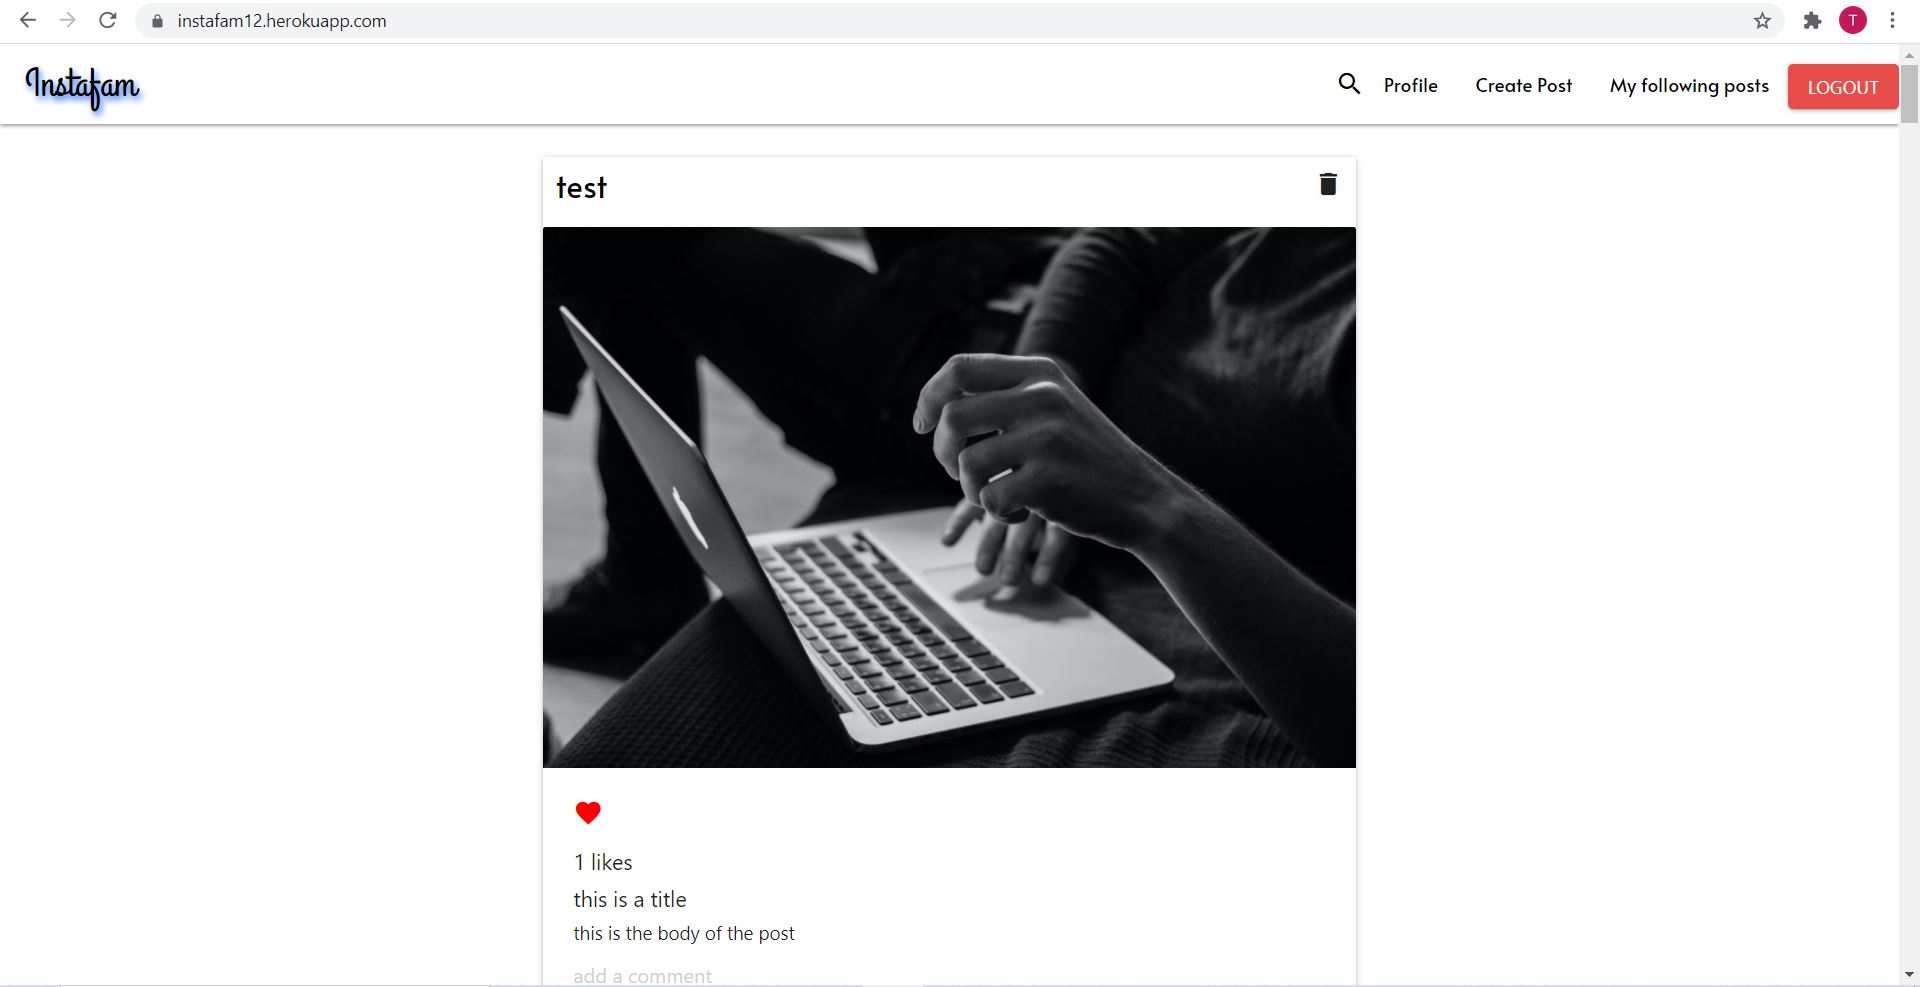 instafam12.herokuapp.com
T
Instafam
Profile
Create Post
My following posts
LOGOUT
test
1 likes
this is a title
this is the body of the post
add a comment